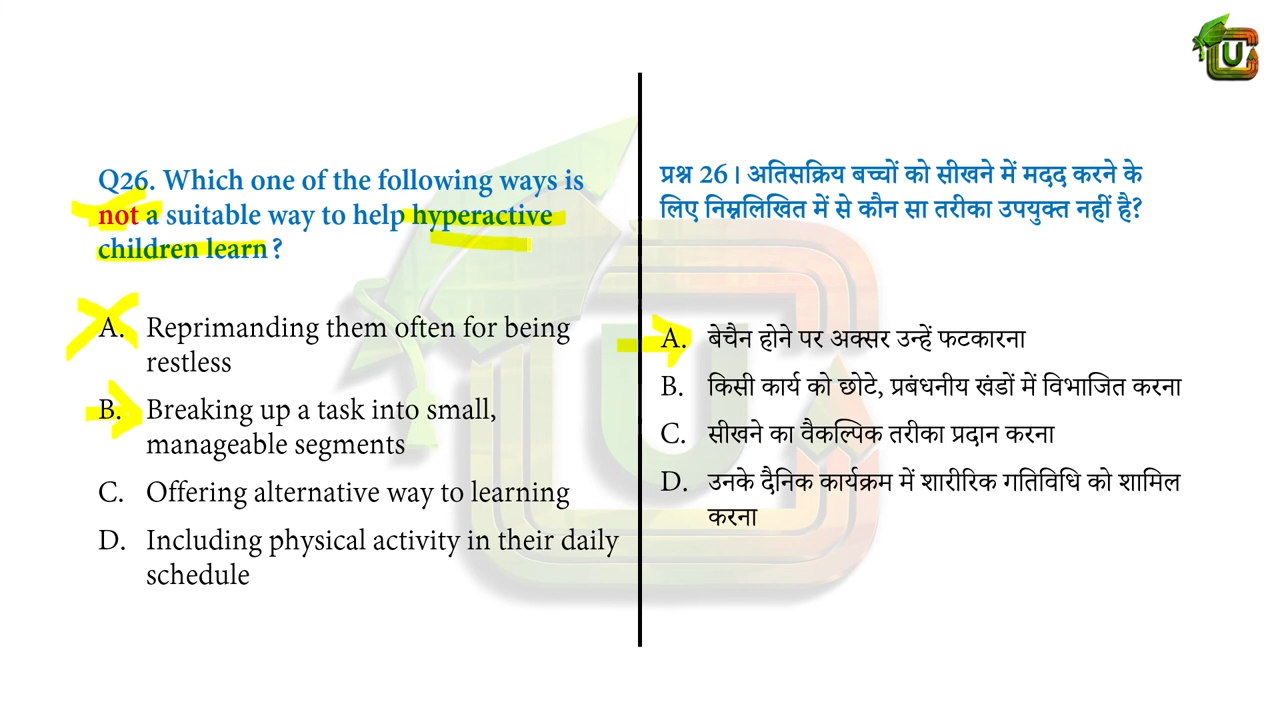 Q26. Which one of the following ways is
not a suitable way to help hyperactive
children learn?
A. Reprimanding them often for being
restless
B. Breaking up a task into small,
manageable segments
C. Offering alternative way to learning
D. Including physical activity in their daily
schedule
प्रश्न 26। अतिसक्रिय बच्चों को सीखने में मदद करने के
लिए निम्नलिखित में से कौन सा तरीका उपयुक्त नहीं है?
A. बेचैन होने पर अक्सर उन्हें फटकारना
B. किसी कार्य को छोटे, प्रबंधनीय खंडों में विभाजित करना
C. सीखने का वैकल्पिक तरीका प्रदान करना
D. उनके दैनिक कार्यक्रम में शारीरिक गतिविधि को शामिल
करना
U